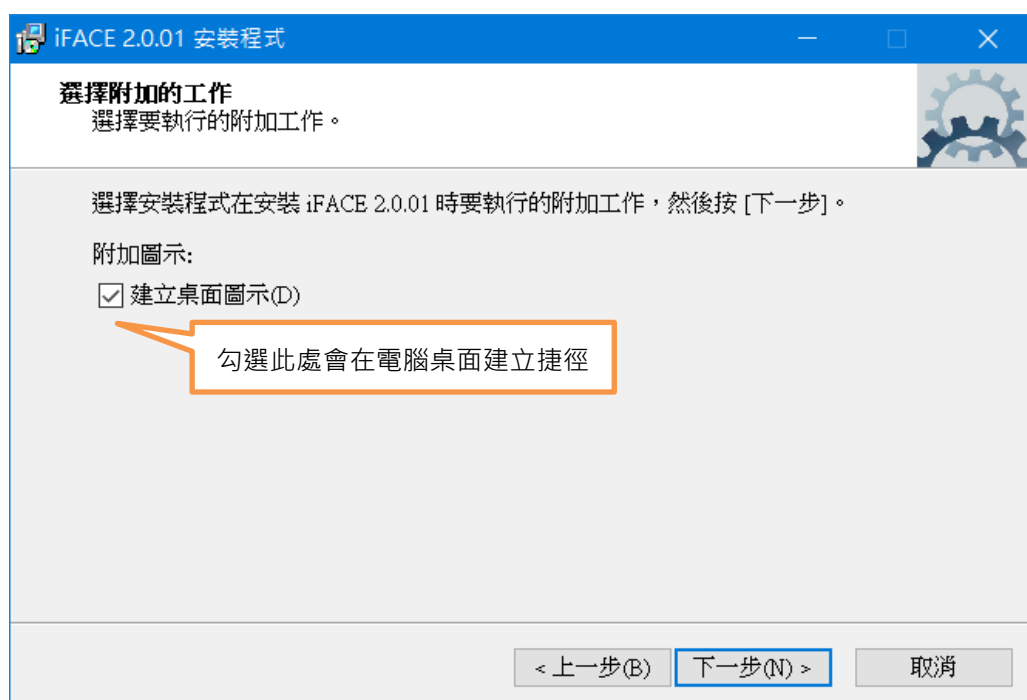 iFACE 2.0.01 安裝程式
選擇附加的工作
選擇要執行的附加工作。
選擇安裝程式在安裝 iFACE 2.0.01 時要執行的附加工作，然後按 [下一步]。
附加圖示:
建立桌面圖示(D)
勾選此處會在電腦桌面建立捷徑
< 上一步(B) 下一步(N) > 取消